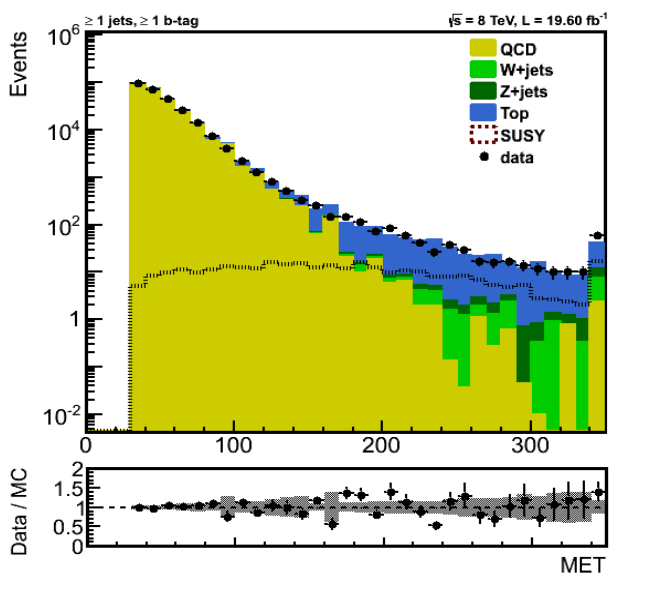 ≥ 1 jets, ≥ 1 b-tag
√s = 8 TeV, L = 19.60 fb⁻¹
Events
10⁶
10⁴
10²
1
10⁻²
QCD
W+jets
Z+jets
Top
SUSY
data
0
100
200
300
Data / MC
2
1.5
1
0.5
0
MET